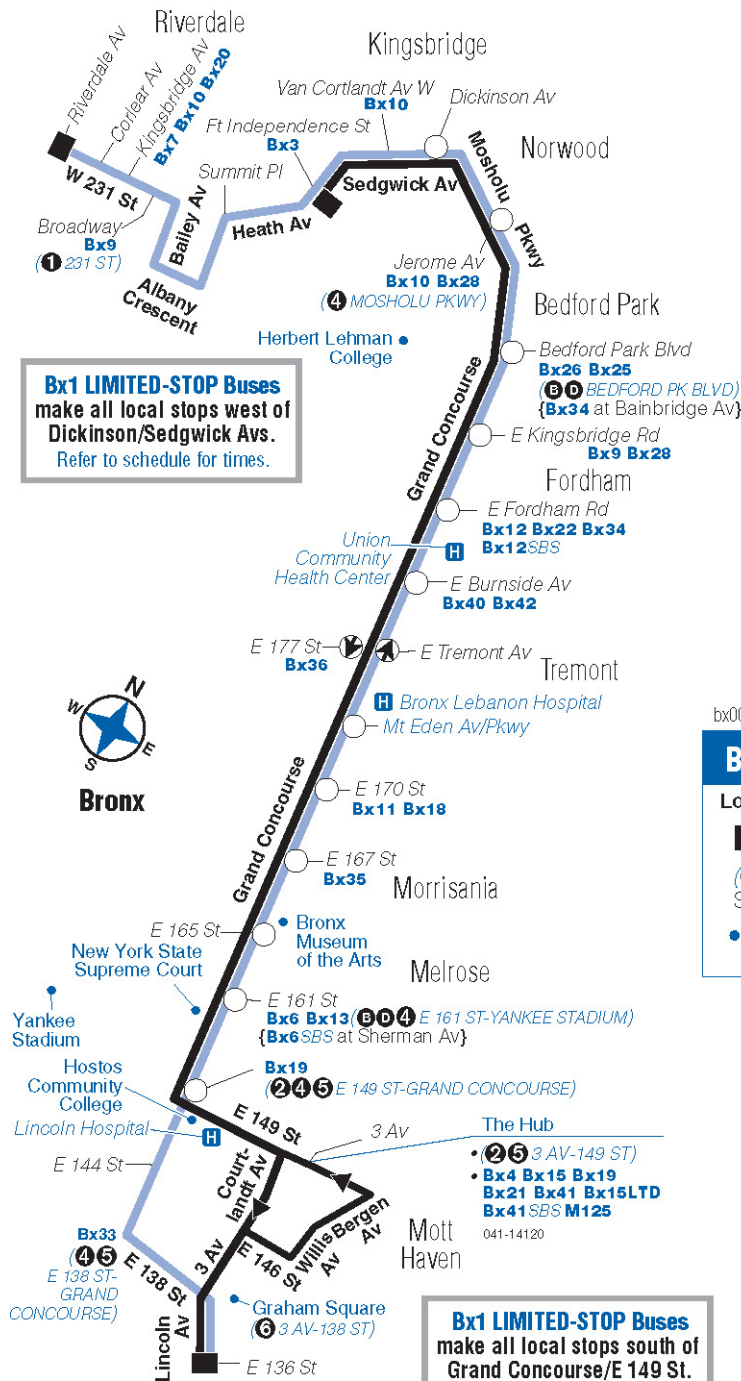 Riverdale
Kingsbridge
Riverdale Av
Corlear Av
Kingsbridge Av
Bx7 Bx10 Bx20
Van Cortlandt Av W
Bx10
Dickinson Av
Ft Independence St
Bx3
Norwood
Summit Pl
Sedgwick Av
Mosholu
Pkwy
W 231 St
Bailey Av
Heath Av
Broadway
Bx9
(1 231 ST)
Albany
Crescent
Jerome Av
Bx10 Bx28
(4 MOSHOLU PKWY)
Bedford Park
Herbert Lehman
College
Bedford Park Blvd
Bx26 Bx25
(B D BEDFORD PK BLVD)
{Bx34 at Bainbridge Av}
Bx1 LIMITED-STOP Buses
make all local stops west of
Dickinson/Sedgwick Avs.
Refer to schedule for times.
Grand Concourse
E Kingsbridge Rd
Bx9 Bx28
Fordham
E Fordham Rd
Bx12 Bx22 Bx34
Bx12SBS
Union
Community
Health Center
H
E Burnside Av
Bx40 Bx42
E 177 St
Bx36
E Tremont Av
Tremont
H Bronx Lebanon Hospital
Mt Eden Av/Pkwy
N
W
E
S
Bronx
bx00
B
Lo
(
S
E 170 St
Bx11 Bx18
Grand Concourse
E 167 St
Bx35
Morrisania
E 165 St
Bronx
Museum
of the Arts
New York State
Supreme Court
Melrose
Yankee
Stadium
E 161 St
Bx6 Bx13(B D 4 E 161 ST-YANKEE STADIUM)
{Bx6SBS at Sherman Av}
Hostos
Community
College
Bx19
(2 4 5 E 149 ST-GRAND CONCOURSE)
Lincoln Hospital
H
E 149 St
3 Av
The Hub
• (2 5 3 AV-149 ST)
• Bx4 Bx15 Bx19
Bx21 Bx41 Bx15LTD
Bx41SBS M125
041-14120
E 144 St
Court-
landt Av
Bergen
Av
Willis
Av
E 146 St
Mott
Haven
Bx33
(4 5
E 138 ST-
GRAND
CONCOURSE)
E 138 St
3 Av
Graham Square
(6 3 AV-138 ST)
Lincoln
Av
E 136 St
Bx1 LIMITED-STOP Buses
make all local stops south of
Grand Concourse/E 149 St.